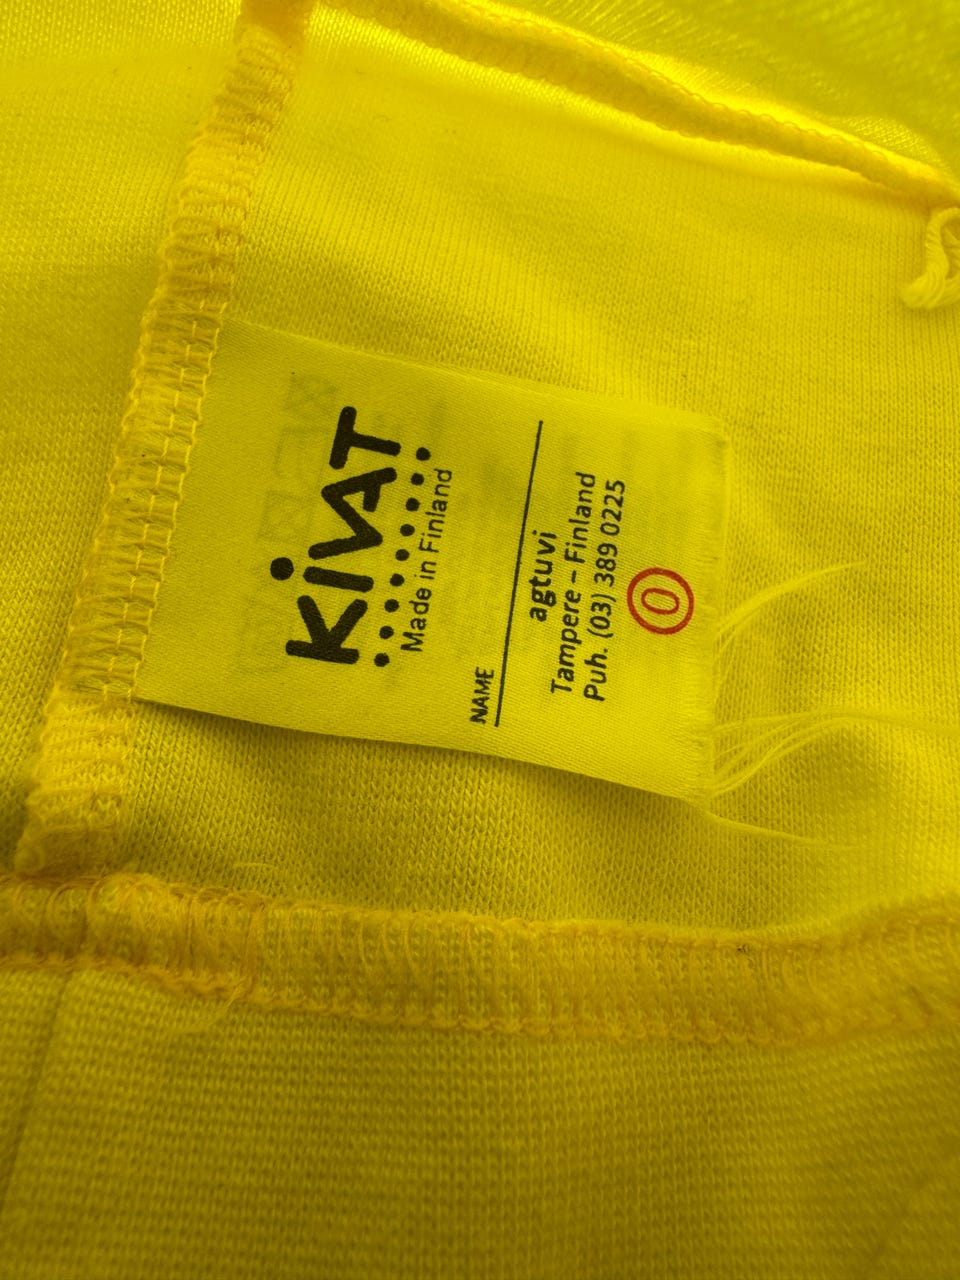 KIVAT
Made in Finland
NAME
agtuvi
Tampere – Finland
Puh. (03) 389 0225
0